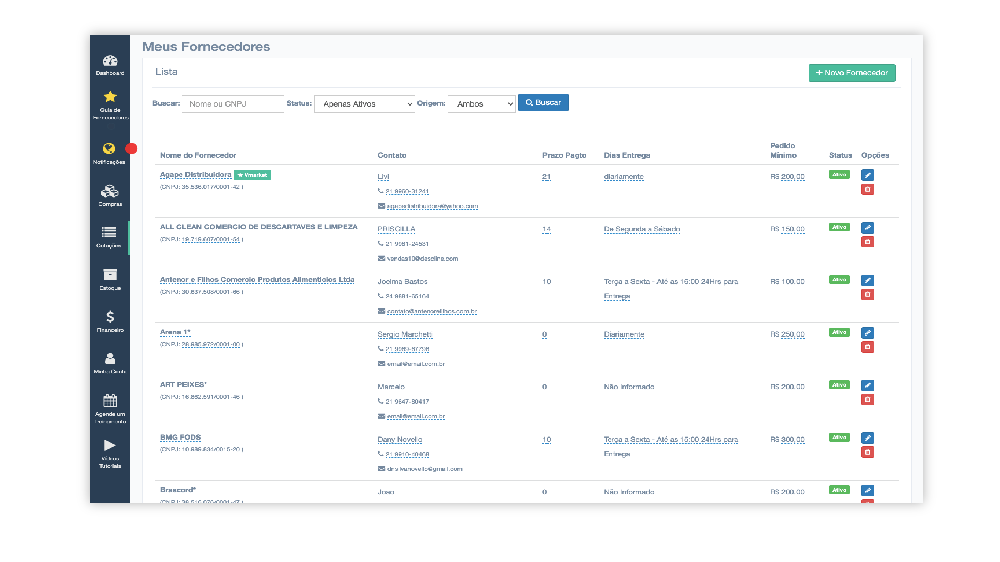 Meus Fornecedores
Dashboard
Guia de
Fornecedores
Notificações
Compras
Cotações
Estoque
Financeiro
Minha Conta
Agende um
Treinamento
Vídeos
Tutoriais
Lista
Novo Fornecedor
Buscar: Nome ou CNPJ Status: Apenas Ativos Origem: Ambos Buscar
Nome do Fornecedor Contato Prazo Pagto Dias Entrega Pedido Mínimo Status Opções
Agape Distribuidora Vmarket Livi 21 diariamente R$ 200,00 Ativo
(CNPJ: 35.536.017/0001-42 )
21 9960-31241
agapedistribuidora@yahoo.com
ALL CLEAN COMERCIO DE DESCARTAVES E LIMPEZA PRISCILLA 14 De Segunda a Sábado R$ 150,00 Ativo
(CNPJ: 19.719.607/0001-54 )
21 9981-24531
vendas10@descline.com
Antenor e Filhos Comercio Produtos Alimenticios Ltda Joelma Bastos 10 Terça a Sexta - Até as 16:00 24Hrs para R$ 100,00 Ativo
(CNPJ: 30.637.508/0001-66 )
24 9881-65164 Entrega
contato@antenorefilhos.com.br
Arena 1* Sergio Marchetti 0 Diariamente R$ 250,00 Ativo
(CNPJ: 28.985.972/0001-00 )
21 9969-67798
email@email.com.br
ART PEIXES* Marcelo 0 Não Informado R$ 200,00 Ativo
(CNPJ: 16.862.591/0001-46 )
21 9647-80417
email@email.com.br
BMG FODS Dany Novello 10 Terça a Sexta - Até as 15:00 24Hrs para R$ 300,00 Ativo
(CNPJ: 10.989.834/0015-20 )
21 9910-40468 Entrega
dnsilvanovello@gmail.com
Brascord* Joao 0 Não Informado R$ 200,00 Ativo
(CNPJ: 38.516.076/0001-47 )